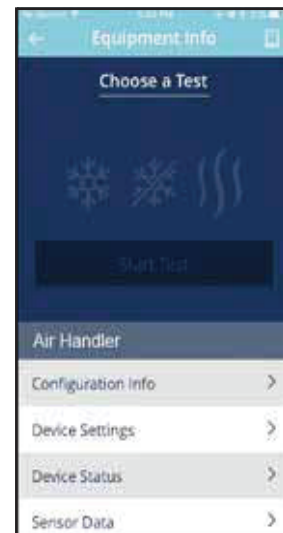 Equipment Info
Choose a Test
Start Test
Air Handler
Configuration Info
Device Settings
Device Status
Sensor Data